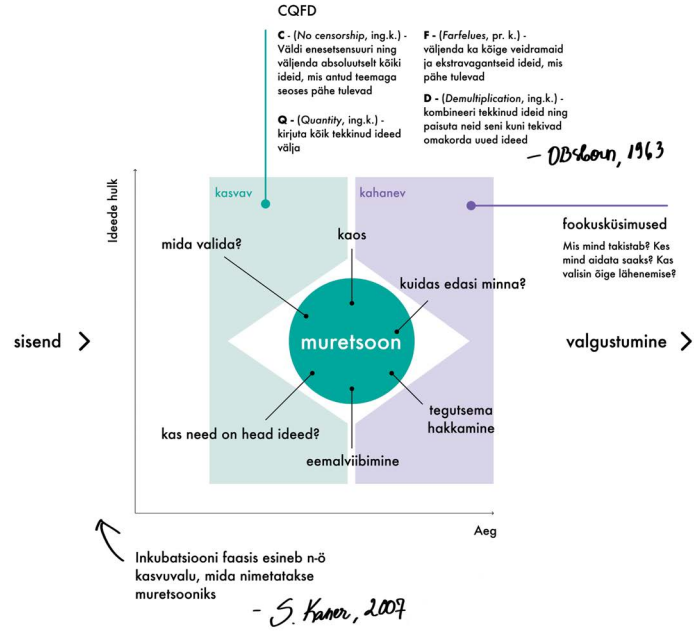 CQFD
C - (No censorship, ing.k.) -
Väldi enesetsensuuri ning
väljenda absoluutselt kõiki
ideid, mis antud teemaga
seoses pähe tulevad
Q - (Quantity, ing.k.) -
kirjuta kõik tekkinud ideed
välja
F - (Farfelues, pr. k.) -
väljenda ka kõige veidramaid
ja ekstravagantseid ideid, mis
pähe tulevad
D - (Demultiplication, ing.k.) -
kombineeri tekkinud ideid ning
paisuta neid seni kuni tekivad
omakorda uued ideed
- OBsborn, 1963
Ideede hulk
kasvav
kahanev
fookusküsimused
Mis mind takistab? Kes
mind aidata saaks? Kas
valisin õige lähenemise?
mida valida?
kaos
kuidas edasi minna?
sisend
muretsoon
valgustumine
kas need on head ideed?
eemalviibimine
tegutsema
hakkamine
Aeg
Inkubatsiooni faasis esineb n-ö
kasvuvalu, mida nimetatakse
muretsooniks
- S. Kaner, 2007